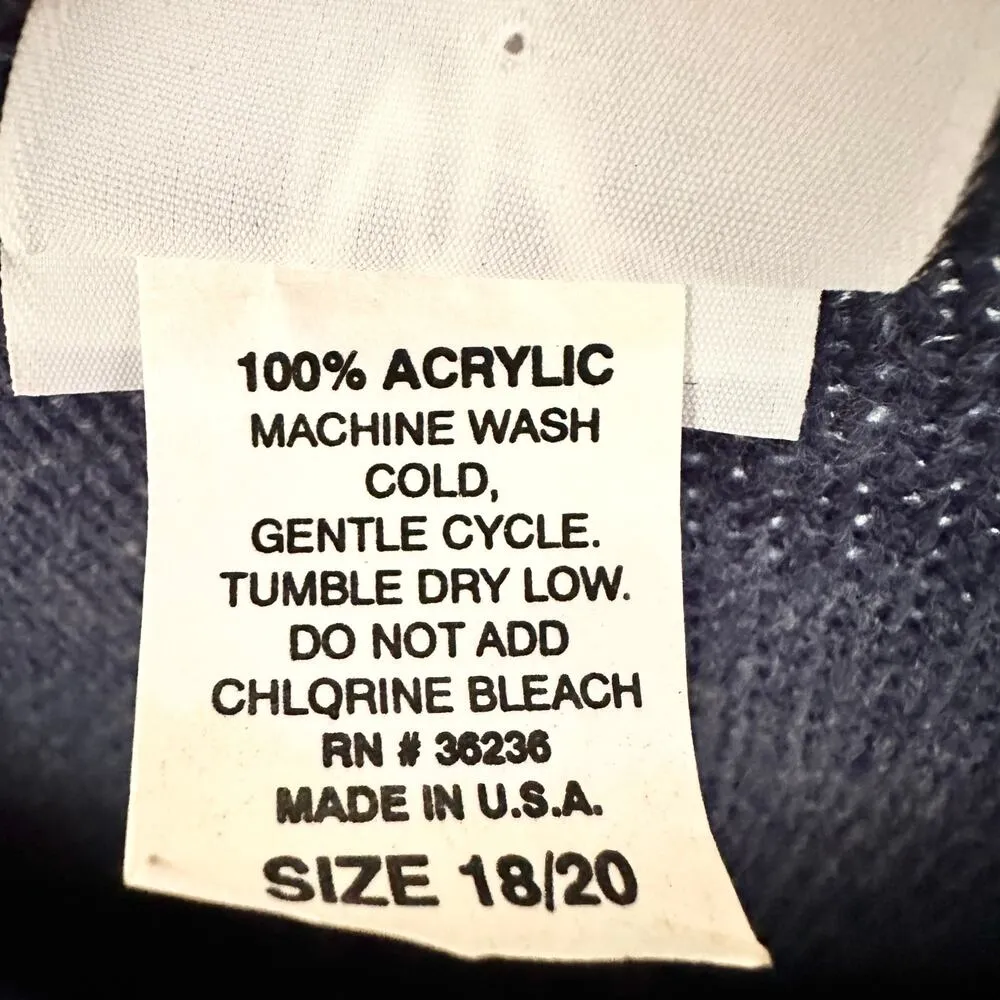 100% ACRYLIC
MACHINE WASH
COLD,
GENTLE CYCLE.
TUMBLE DRY LOW.
DO NOT ADD
CHLORINE BLEACH
RN # 36236
MADE IN U.S.A.
SIZE 18/20